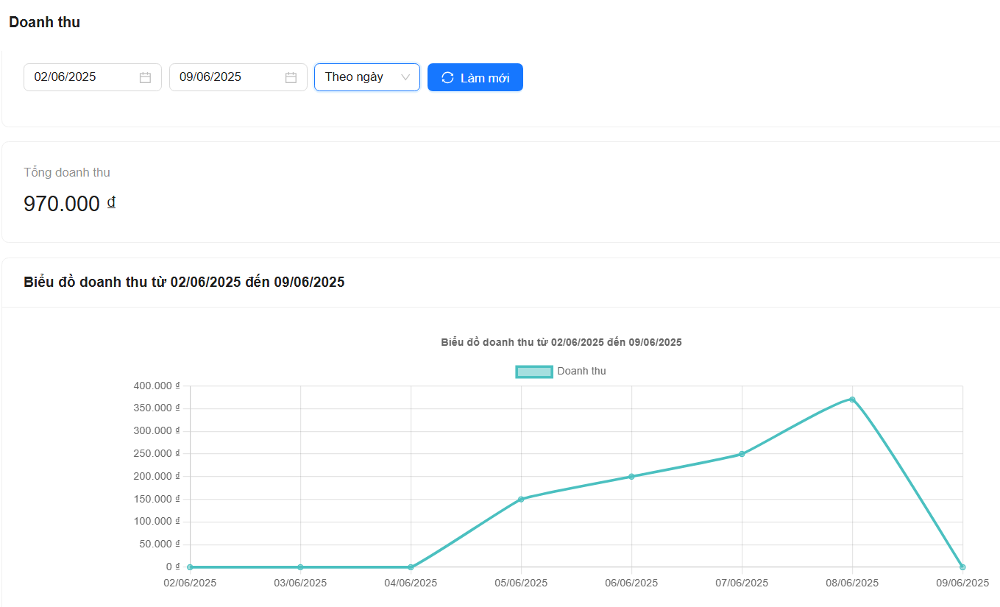 Doanh thu
02/06/2025 09/06/2025 Theo ngày Làm mới
Tổng doanh thu
970.000 ₫
Biểu đồ doanh thu từ 02/06/2025 đến 09/06/2025
Biểu đồ doanh thu từ 02/06/2025 đến 09/06/2025
Doanh thu
400.000 ₫
350.000 ₫
300.000 ₫
250.000 ₫
200.000 ₫
150.000 ₫
100.000 ₫
50.000 ₫
0 ₫
02/06/2025 03/06/2025 04/06/2025 05/06/2025 06/06/2025 07/06/2025 08/06/2025 09/06/2025